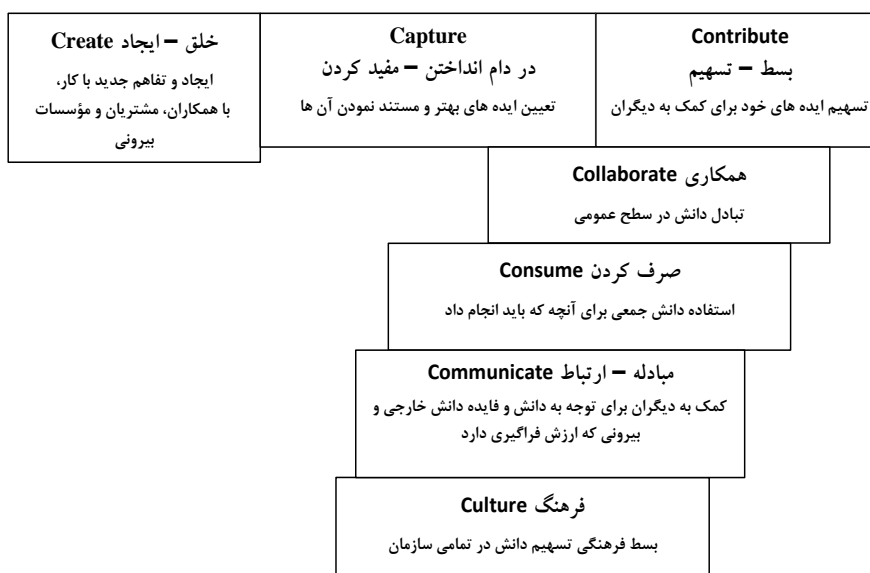 Contribute
بسط – تسهیم
تسهیم ایده های خود برای کمک به دیگران
Capture
در دام انداختن – مفید کردن
تعیین ایده های بهتر و مستند نمودن آن ها
خلق – ایجاد Create
ایجاد و تفاهم جدید با کار،
با همکاران، مشتریان و مؤسسات
بیرونی
همکاری Collaborate
تبادل دانش در سطح عمومی
صرف کردن Consume
استفاده دانش جمعی برای آنچه که باید انجام داد
مبادله – ارتباط Communicate
کمک به دیگران برای توجه به دانش و فایده دانش خارجی و
بیرونی که ارزش فراگیری دارد
فرهنگ Culture
بسط فرهنگی تسهیم دانش در تمامی سازمان